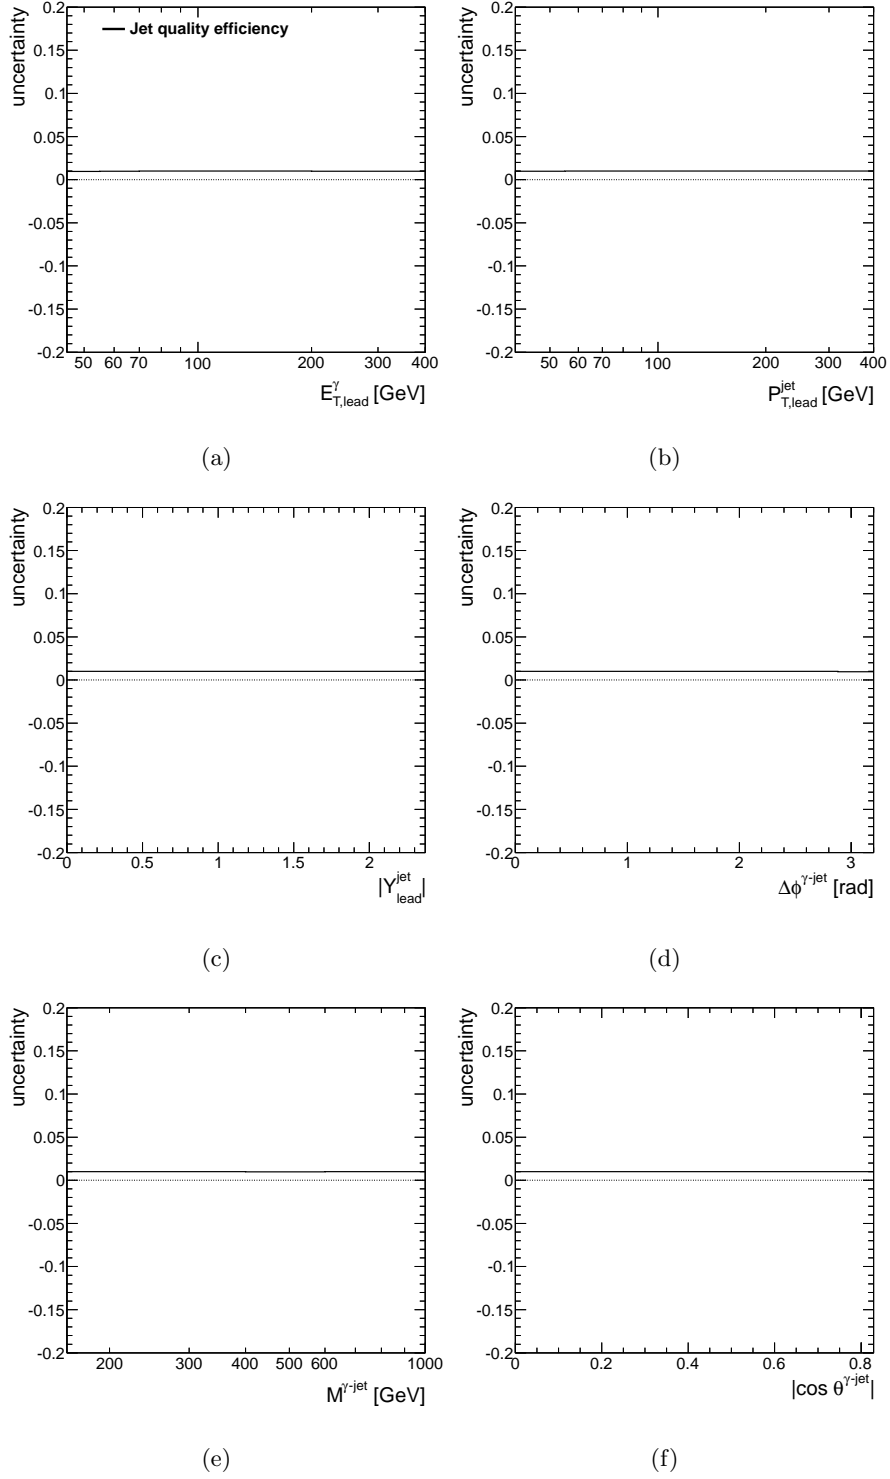 uncertainty
0.2
0.15
0.1
0.05
0
-0.05
-0.1
-0.15
-0.2
Jet quality efficiency
50 60 70 100 200 300 400
E^γ_T,lead [GeV]
(a)
uncertainty
0.2
0.15
0.1
0.05
0
-0.05
-0.1
-0.15
-0.2
50 60 70 100 200 300 400
P^jet_T,lead [GeV]
(b)
uncertainty
0.2
0.15
0.1
0.05
0
-0.05
-0.1
-0.15
-0.2
0 0.5 1 1.5 2
|Y^jet_lead|
(c)
uncertainty
0.2
0.15
0.1
0.05
0
-0.05
-0.1
-0.15
-0.2
0 1 2 3
Δϕ^γ-jet [rad]
(d)
uncertainty
0.2
0.15
0.1
0.05
0
-0.05
-0.1
-0.15
-0.2
200 300 400 500 600 1000
M^γ-jet [GeV]
(e)
uncertainty
0.2
0.15
0.1
0.05
0
-0.05
-0.1
-0.15
-0.2
0 0.2 0.4 0.6 0.8
|cos θ^γ-jet|
(f)